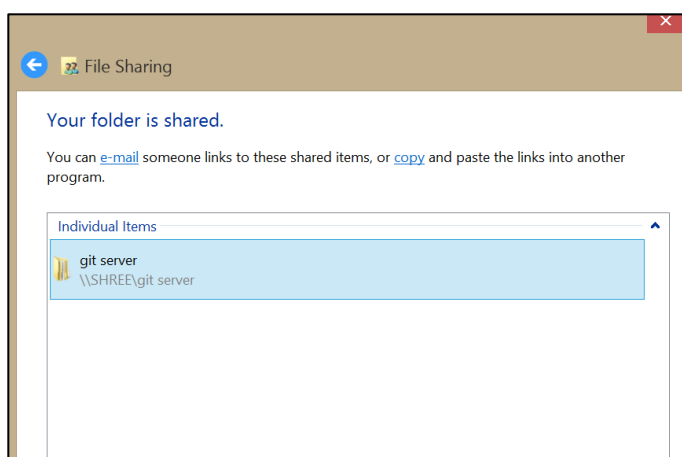 File Sharing
Your folder is shared.
You can e-mail someone links to these shared items, or copy and paste the links into another
program.
Individual Items
git server
\\SHREE\git server